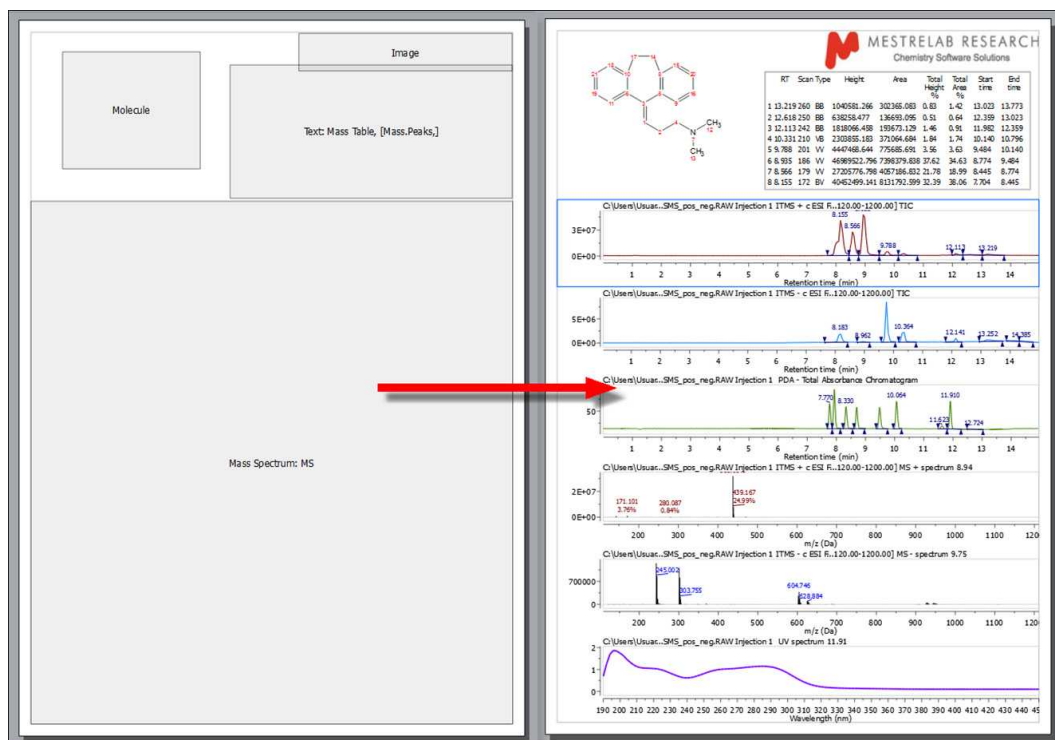 Image
Molecule
Text: Mass Table, [Mass.Peaks,]
Mass Spectrum: MS
MESTRELAB RESEARCH
Chemistry Software Solutions
RT Scan Type Height Area Total Height % Total Area % Start time End time
1 13.219 260 BB 1040581.266 302365.083 0.83 1.42 13.023 13.773
2 12.618 250 BB 638258.477 136693.095 0.51 0.64 12.359 13.023
3 12.113 242 BB 1818066.458 193673.129 1.46 0.91 11.982 12.359
4 10.331 210 VB 2303855.183 371064.684 1.84 1.74 10.140 10.796
5 9.788 201 VV 4447468.644 775685.691 3.56 3.63 9.484 10.140
6 8.935 186 VV 46989522.796 7398379.838 37.62 34.63 8.774 9.484
7 8.566 179 VV 27205776.798 4057186.832 21.78 18.99 8.445 8.774
8 8.155 172 BV 40452499.141 8131792.599 32.39 38.06 7.704 8.445
CH3
N
CH3
C:\Users\Usuar...SMS_pos_neg.RAW Injection 1 ITMS + c ESI F...120.00-1200.00] TIC
8.155
8.566
9.788
12.113 13.219
3E+07
0E+00
1 2 3 4 5 6 7 8 9 10 11 12 13 14
Retention time (min)
C:\Users\Usuar...SMS_pos_neg.RAW Injection 1 ITMS - c ESI F...120.00-1200.00] TIC
5E+06
8.183 8.962 10.364 12.141 13.252 14.385
0E+00
1 2 3 4 5 6 7 8 9 10 11 12 13 14
Retention time (min)
C:\Users\Usuar...SMS_pos_neg.RAW Injection 1 PDA - Total Absorbance Chromatogram
7.770 8.330 10.064 11.910
50
11.623 12.724
1 2 3 4 5 6 7 8 9 10 11 12 13 14
Retention time (min)
C:\Users\Usuar...SMS_pos_neg.RAW Injection 1 ITMS + c ESI F...120.00-1200.00] MS + spectrum 8.94
2E+07
171.101 280.087 439.167
3.76% 0.84% 24.99%
0E+00
200 300 400 500 600 700 800 900 1000 1100 120
m/z (Da)
C:\Users\Usuar...SMS_pos_neg.RAW Injection 1 ITMS - c ESI F...120.00-1200.00] MS - spectrum 9.75
245.002
700000
303.755 604.746
628.884
0
200 300 400 500 600 700 800 900 1000 1100 120
m/z (Da)
C:\Users\Usuar...SMS_pos_neg.RAW Injection 1 UV spectrum 11.91
2
1
0
190 200 210 220 230 240 250 260 270 280 290 300 310 320 330 340 350 360 370 380 390 400 410 420 430 440 45
Wavelength (nm)